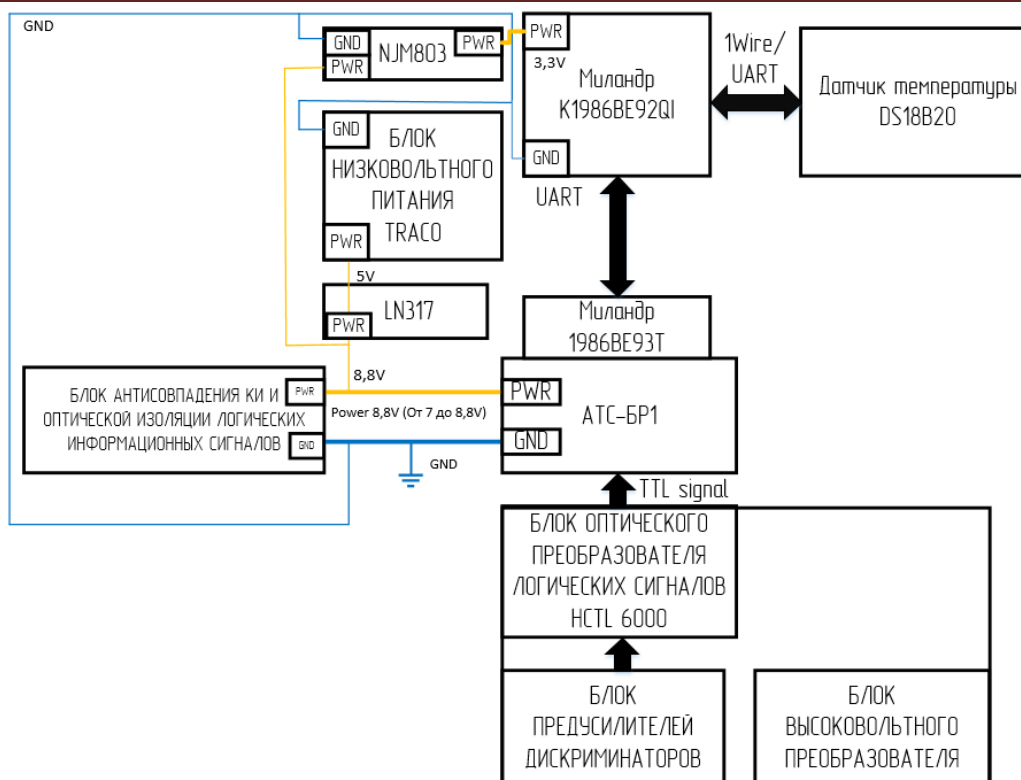 GND
GND
PWR
NJM803
PWR
PWR
3,3V
Миландр
К1986ВЕ92QI
GND
1Wire/
UART
Датчик температуры
DS18B20
GND
БЛОК
НИЗКОВОЛЬТНОГО
ПИТАНИЯ
TRACO
PWR
UART
5V
LN317
PWR
Миландр
1986ВЕ93Т
8,8V
БЛОК АНТИСОВПАДЕНИЯ КИ И
ОПТИЧЕСКОЙ ИЗОЛЯЦИИ ЛОГИЧЕСКИХ
ИНФОРМАЦИОННЫХ СИГНАЛОВ
PWR
GND
Power 8,8V (От 7 до 8,8V)
GND
PWR
GND
АТС-БР1
TTL signal
БЛОК ОПТИЧЕСКОГО
ПРЕОБРАЗОВАТЕЛЯ
ЛОГИЧЕСКИХ СИГНАЛОВ
HCTL 6000
БЛОК
ПРЕДУСИЛИТЕЛЕЙ
ДИСКРИМИНАТОРОВ
БЛОК
ВЫСОКОВОЛЬТНОГО
ПРЕОБРАЗОВАТЕЛЯ